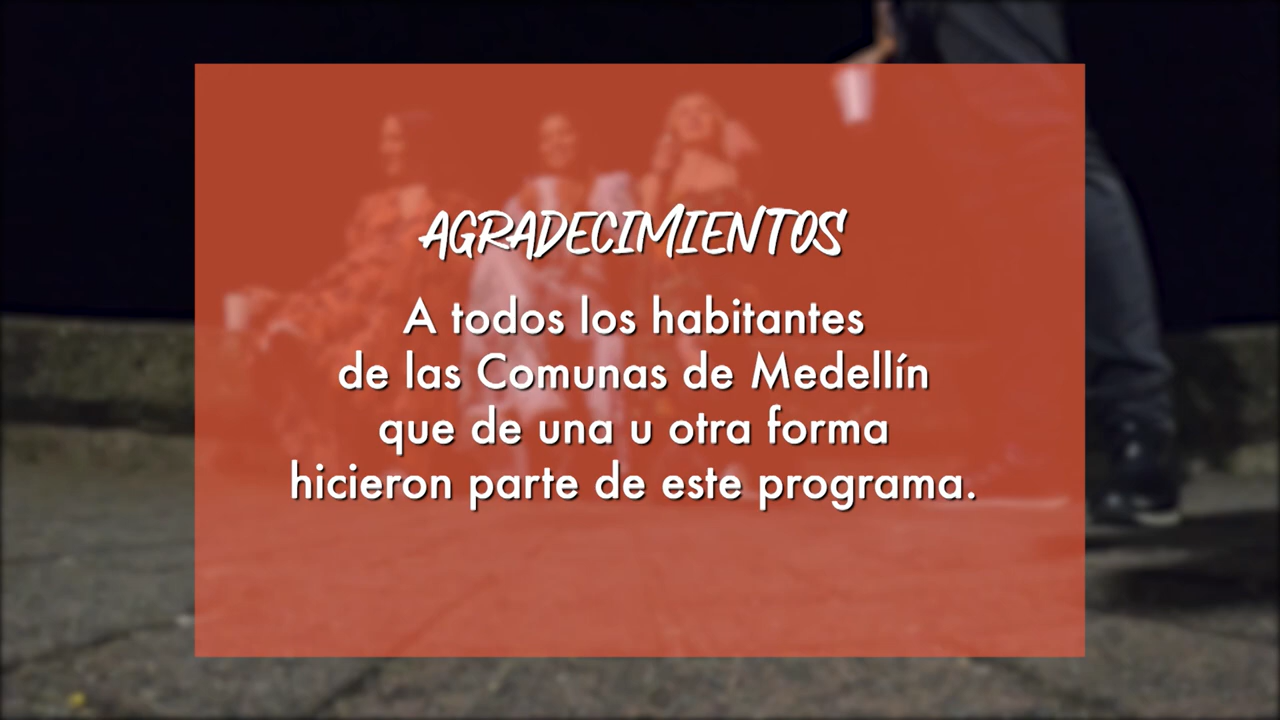 AGRADECIMIENTOS
A todos los habitantes
de las Comunas de Medellín
que de una u otra forma
hicieron parte de este programa.